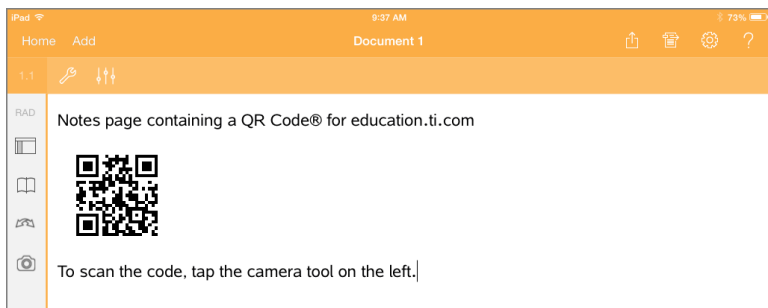 iPad 9:37 AM 73%
Home Add Document 1 ?
1.1
RAD
Notes page containing a QR Code® for education.ti.com
To scan the code, tap the camera tool on the left.